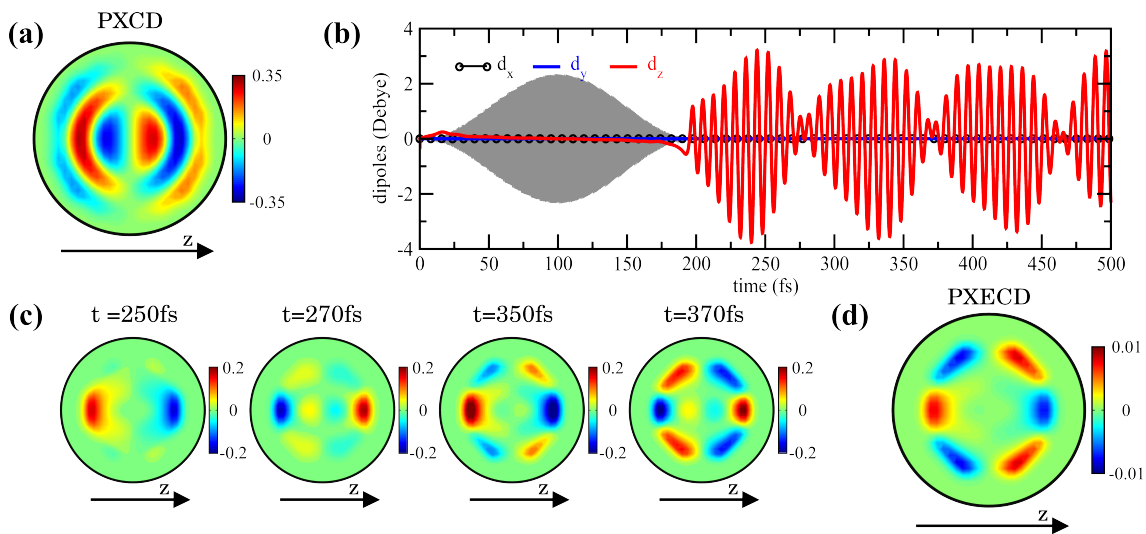 (a)
PXCD
0.35
0
-0.35
z
(b)
dipoles (Debye)
4
2
0
-2
-4
d_x d_y d_z
0 50 100 150 200 250 300 350 400 450 500
time (fs)
(c)
t =250fs
0.2
0
-0.2
z
t=270fs
0.2
0
-0.2
z
t=350fs
0.2
0
-0.2
z
t=370fs
0.2
0
-0.2
z
(d)
PXECD
0.01
0
-0.01
z